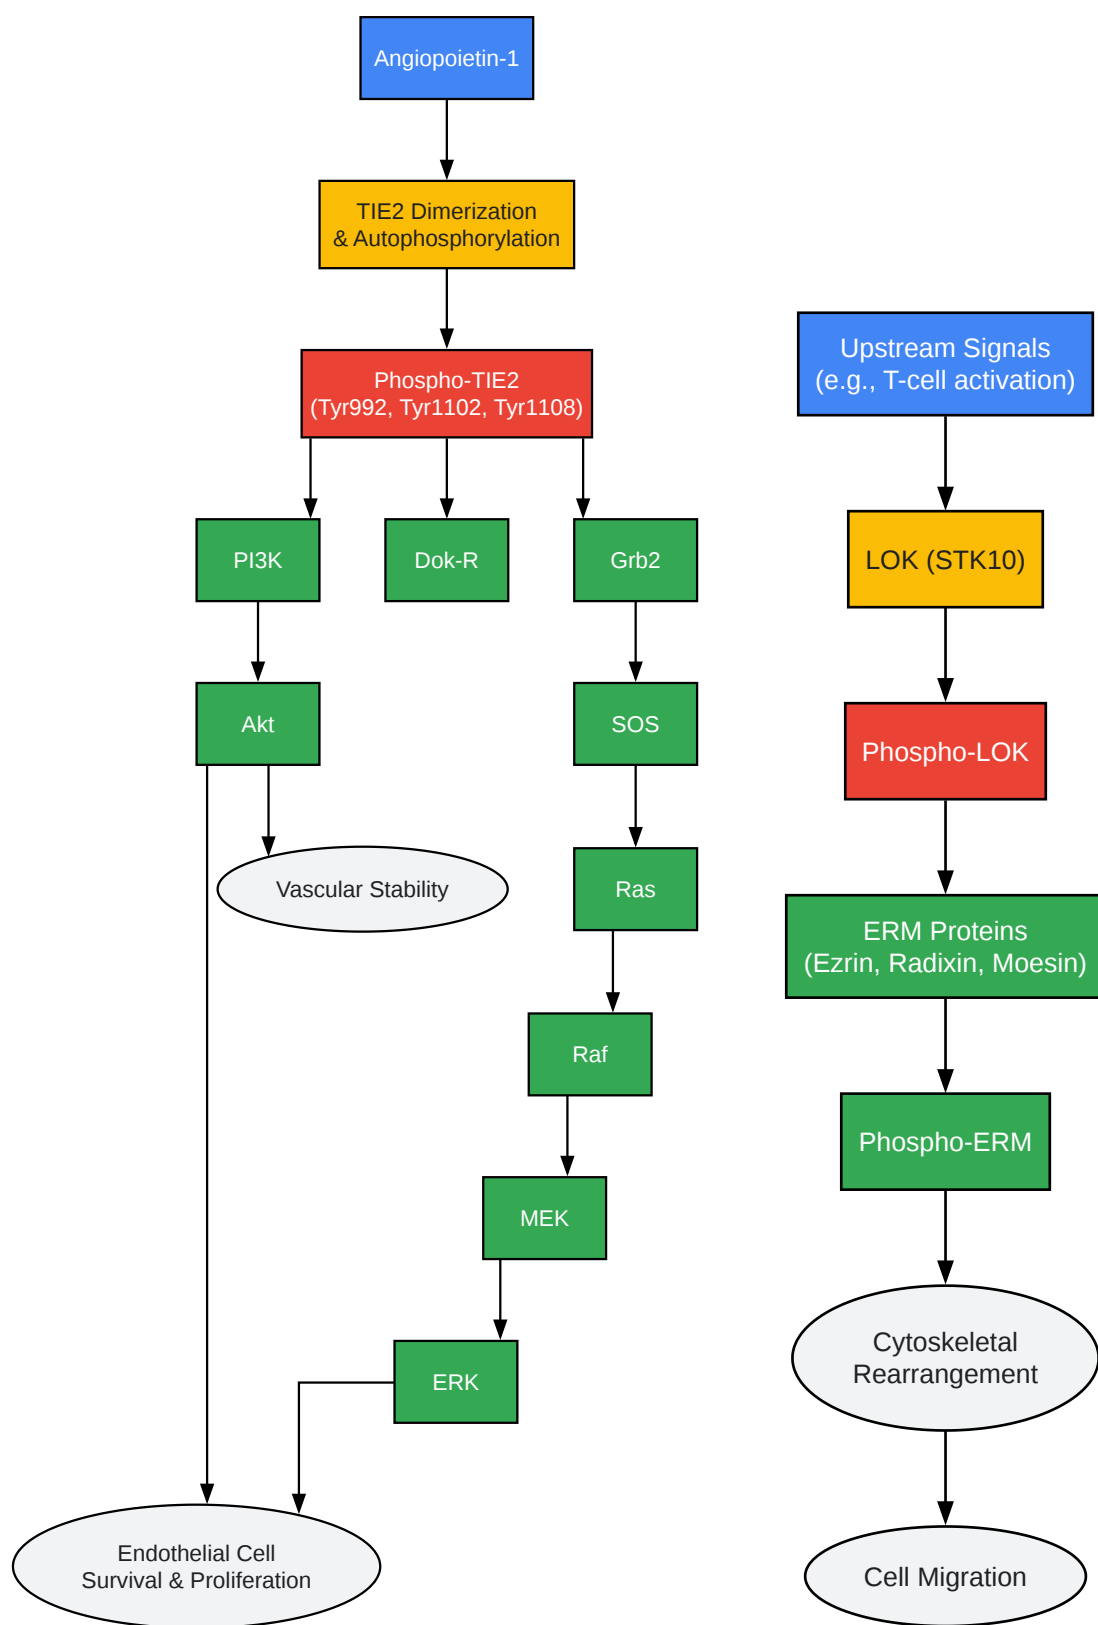 Angiopoietin-1
TIE2 Dimerization
& Autophosphorylation
Phospho-TIE2
(Tyr992, Tyr1102, Tyr1108)
PI3K
Dok-R
Grb2
Akt
SOS
Vascular Stability
Ras
Raf
MEK
ERK
Endothelial Cell
Survival & Proliferation
Upstream Signals
(e.g., T-cell activation)
LOK (STK10)
Phospho-LOK
ERM Proteins
(Ezrin, Radixin, Moesin)
Phospho-ERM
Cytoskeletal
Rearrangement
Cell Migration